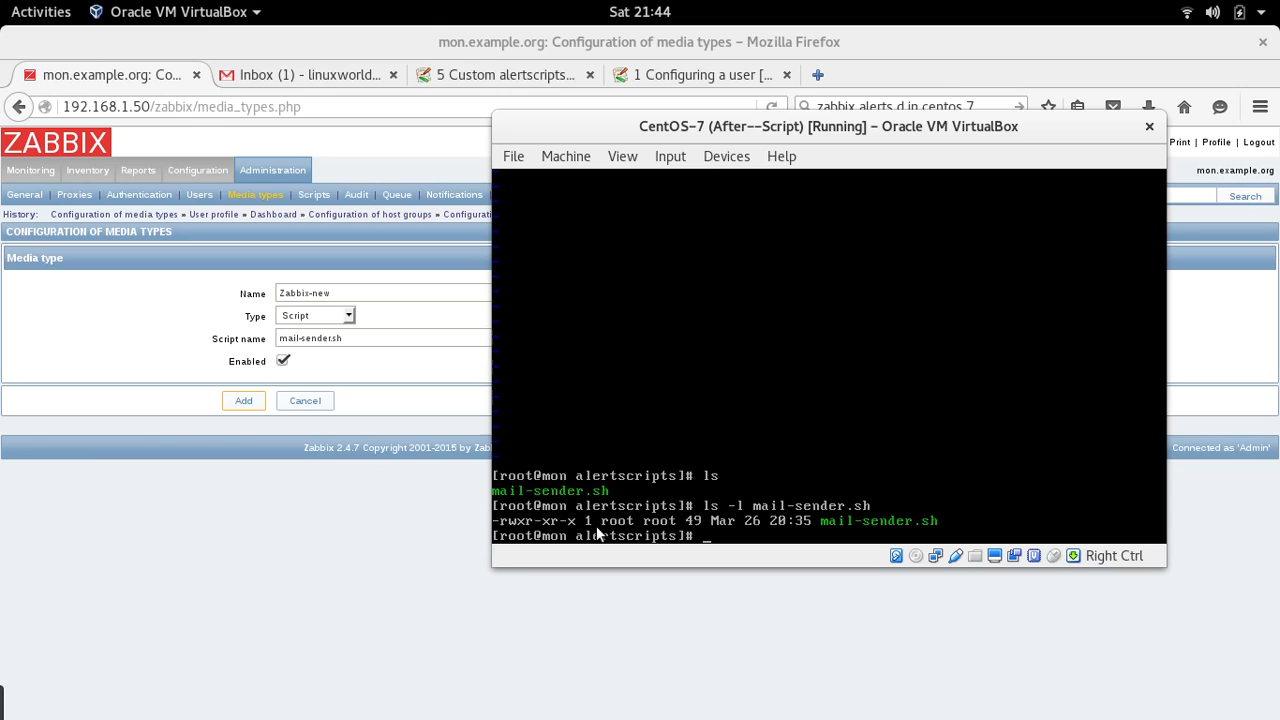 Activities Oracle VM VirtualBox Sat 21:44
mon.example.org: Configuration of media types – Mozilla Firefox
mon.example.org: Co... Inbox (1) - linuxworld... 5 Custom alertscripts... 1 Configuring a user [...
192.168.1.50/zabbix/media_types.php zabbix alerts.d in centos 7
CentOS-7 (After--Script) [Running] – Oracle VM VirtualBox
File Machine View Input Devices Help
ZABBIX Print | Profile | Logout
Monitoring Inventory Reports Configuration Administration mon.example.org
General Proxies Authentication Users Media types Scripts Audit Queue Notifications Search
History: Configuration of media types » User profile » Dashboard » Configuration of host groups »
CONFIGURATION OF MEDIA TYPES
Media type
Name Zabbix-new
Type Script
Script name mail-sender.sh
Enabled
Add Cancel
Zabbix 2.4.7 Copyright 2001-2015 by Connected as 'Admin'
[root@mon alertscripts]# ls
mail-sender.sh
[root@mon alertscripts]# ls -l mail-sender.sh
-rwxr-xr-x 1 root root 49 Mar 26 20:35 mail-sender.sh
[root@mon alertscripts]# _
Right Ctrl